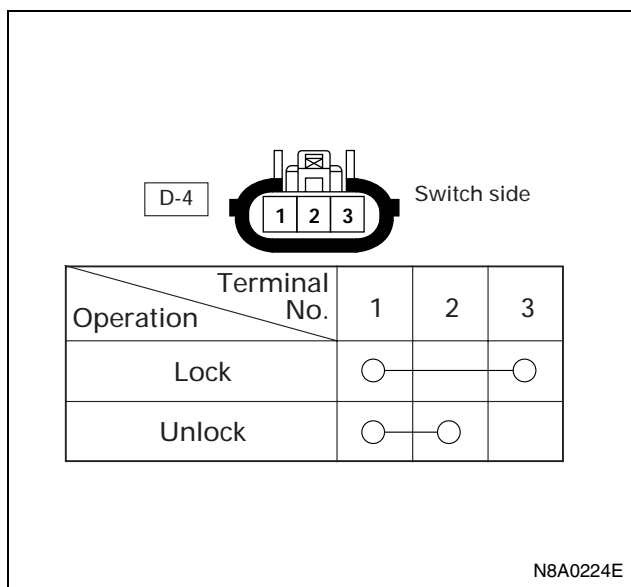 D-4
Switch side
1 2 3
Terminal
No.
Operation
1 2 3
Lock
Unlock
N8A0224E